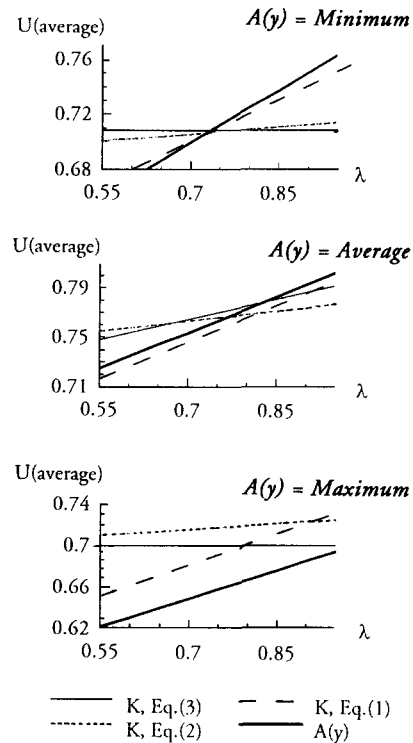 U(average)
A(y) = Minimum
0.76
0.72
0.68
0.55 0.7 0.85 λ
U(average)
A(y) = Average
0.79
0.75
0.71
0.55 0.7 0.85 λ
U(average)
A(y) = Maximum
0.74
0.7
0.66
0.62
0.55 0.7 0.85 λ
K, Eq.(3) K, Eq.(1)
K, Eq.(2) A(y)